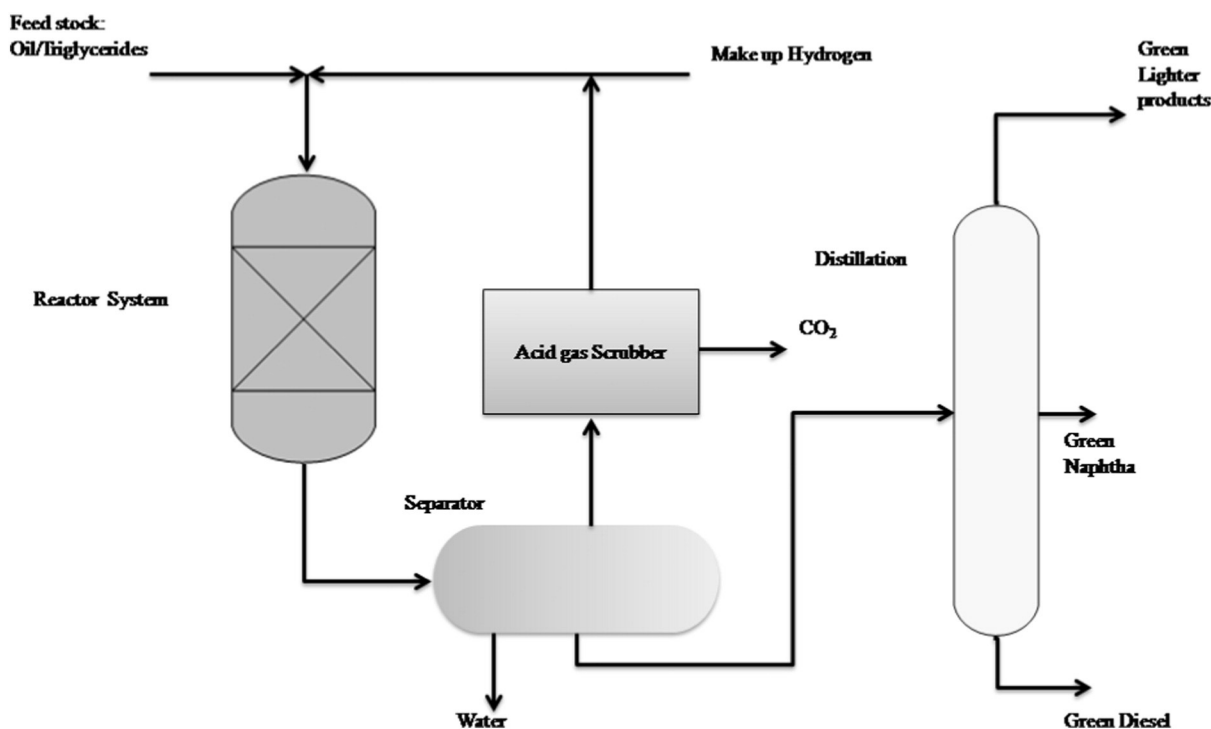 Feed stock:
Oil/Triglycerides
Make up Hydrogen
Green
Lighter
products
Distillation
Reactor System
CO₂
Acid gas Scrubber
Green
Naphtha
Separator
Water
Green Diesel